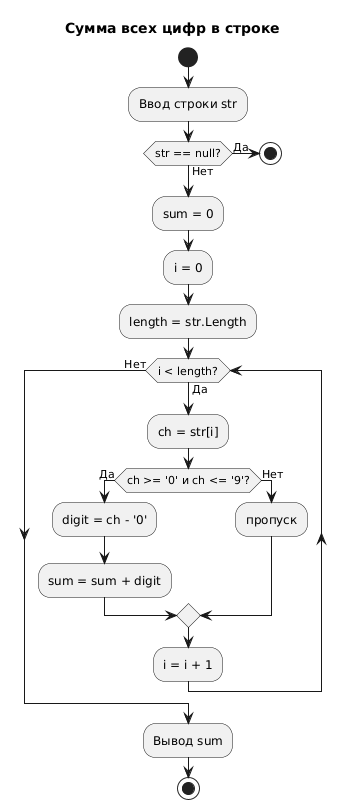 Сумма всех цифр в строке
Ввод строки str
str == null?
Да
Нет
sum = 0
i = 0
length = str.Length
Нет
i < length?
Да
ch = str[i]
Да
ch >= '0' и ch <= '9'?
Нет
digit = ch - '0'
пропуск
sum = sum + digit
i = i + 1
Вывод sum